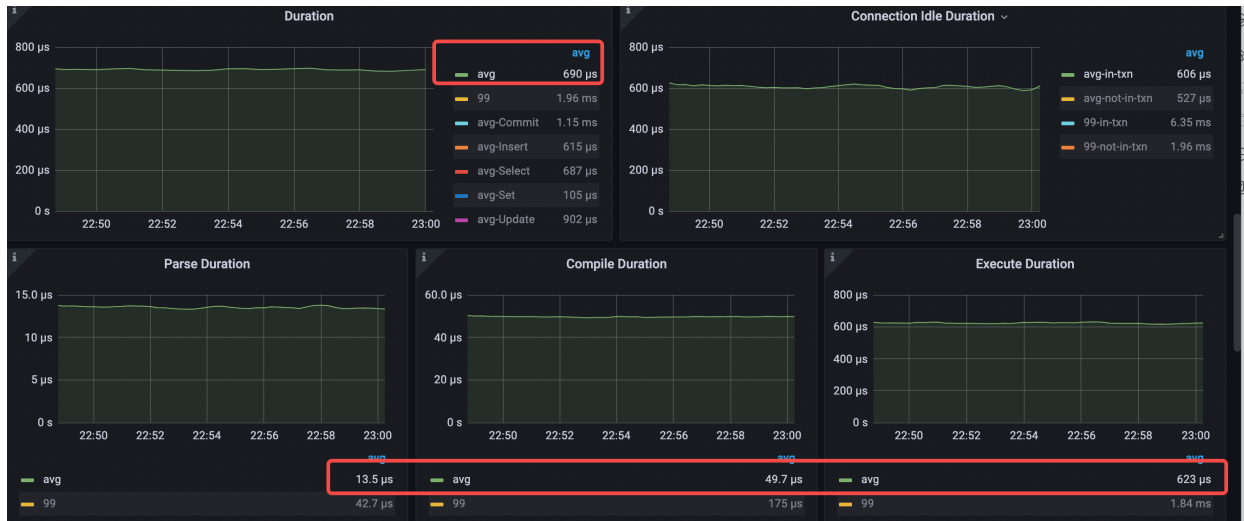 Duration
800 µs
600 µs
400 µs
200 µs
0 s
22:50 22:52 22:54 22:56 22:58 23:00
avg
avg 690 µs
99 1.96 ms
avg-Commit 1.15 ms
avg-Insert 615 µs
avg-Select 687 µs
avg-Set 105 µs
avg-Update 902 µs
Connection Idle Duration
800 µs
600 µs
400 µs
200 µs
0 s
22:50 22:52 22:54 22:56 22:58 23:00
avg
avg-in-txn 606 µs
avg-not-in-txn 527 µs
99-in-txn 6.35 ms
99-not-in-txn 1.96 ms
Parse Duration
15.0 µs
10 µs
5 µs
0 s
22:50 22:52 22:54 22:56 22:58 23:00
avg
avg 13.5 µs
99 42.7 µs
Compile Duration
60.0 µs
40 µs
20 µs
0 s
22:50 22:52 22:54 22:56 22:58 23:00
avg
avg 49.7 µs
99 175 µs
Execute Duration
800 µs
600 µs
400 µs
200 µs
0 s
22:50 22:52 22:54 22:56 22:58 23:00
avg
avg 623 µs
99 1.84 ms